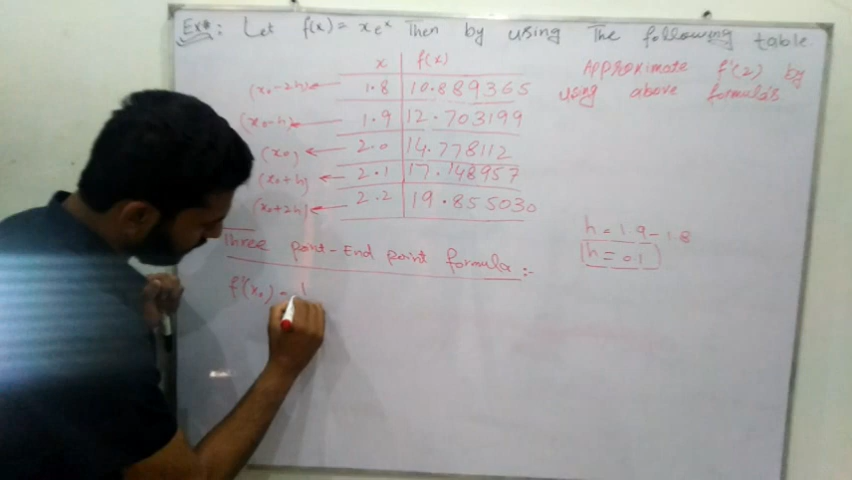 Ex#: Let f(x) = xeˣ Then by using The following table.
Approximate f'(2) by
using above formula's.
x f(x)
(x₀-2h) ← 1.8 10.889365
(x₀-h) ← 1.9 12.703199
(x₀) ← 2.0 14.778112
(x₀+h) ← 2.1 17.148957
(x₀+2h) ← 2.2 19.855030
h = 1.9 - 1.8
h = 0.1
Three point - End point formula:-
f'(x₀) = 1